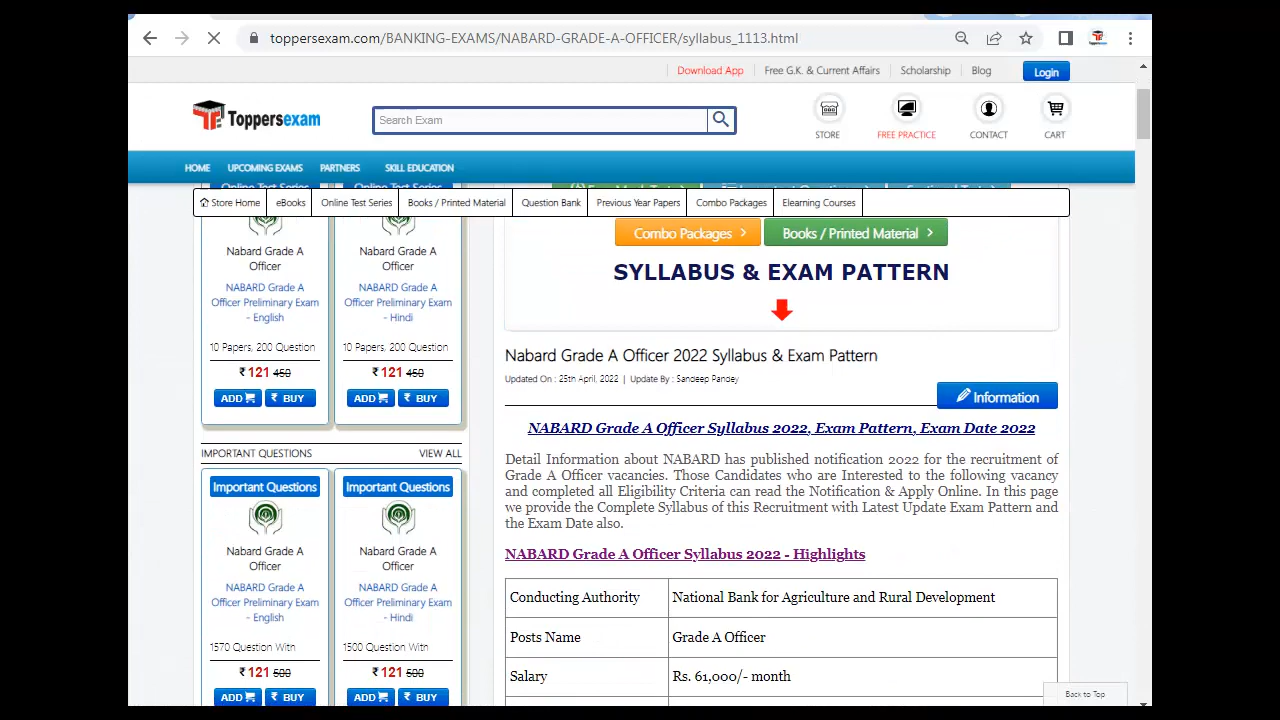 toppersexam.com/BANKING-EXAMS/NABARD-GRADE-A-OFFICER/syllabus_1113.html
Download App
Free G.K. & Current Affairs
Scholarship
Blog
Login
Toppersexam
Search Exam
STORE
FREE PRACTICE
CONTACT
CART
HOME
UPCOMING EXAMS
PARTNERS
SKILL EDUCATION
Store Home
eBooks
Online Test Series
Books / Printed Material
Question Bank
Previous Year Papers
Combo Packages
Elearning Courses
Nabard Grade A
Officer
NABARD Grade A
Officer Preliminary Exam
- English
10 Papers, 200 Question
₹ 121 450
ADD
₹ BUY
Nabard Grade A
Officer
NABARD Grade A
Officer Preliminary Exam
- Hindi
10 Papers, 200 Question
₹ 121 450
ADD
₹ BUY
IMPORTANT QUESTIONS
VIEW ALL
Important Questions
Nabard Grade A
Officer
NABARD Grade A
Officer Preliminary Exam
- English
1570 Question With
₹ 121 500
ADD
₹ BUY
Important Questions
Nabard Grade A
Officer
NABARD Grade A
Officer Preliminary Exam
- Hindi
1500 Question With
₹ 121 500
ADD
₹ BUY
Combo Packages
Books / Printed Material
SYLLABUS & EXAM PATTERN
Nabard Grade A Officer 2022 Syllabus & Exam Pattern
Updated On : 25th April, 2022 | Update By : Sandeep Pandey
Information
NABARD Grade A Officer Syllabus 2022, Exam Pattern, Exam Date 2022
Detail Information about NABARD has published notification 2022 for the recruitment of
Grade A Officer vacancies. Those Candidates who are Interested to the following vacancy
and completed all Eligibility Criteria can read the Notification & Apply Online. In this page
we provide the Complete Syllabus of this Recruitment with Latest Update Exam Pattern and
the Exam Date also.
NABARD Grade A Officer Syllabus 2022 - Highlights
Conducting Authority
National Bank for Agriculture and Rural Development
Posts Name
Grade A Officer
Salary
Rs. 61,000/- month
Back to Top